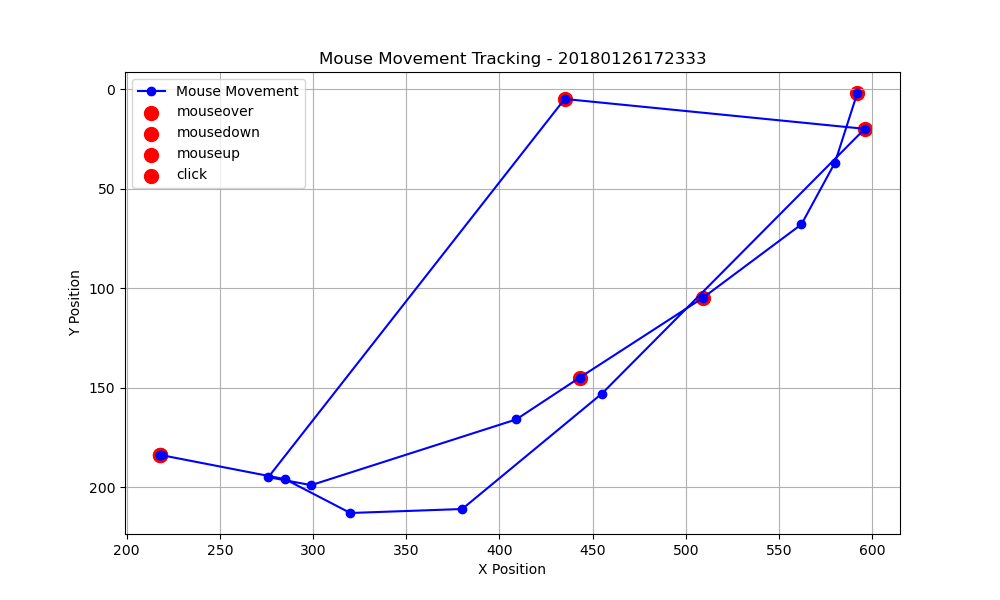 Mouse Movement Tracking - 20180126172333
Mouse Movement
mouseover
mousedown
mouseup
click
0
50
100
150
200
Y Position
200 250 300 350 400 450 500 550 600
X Position